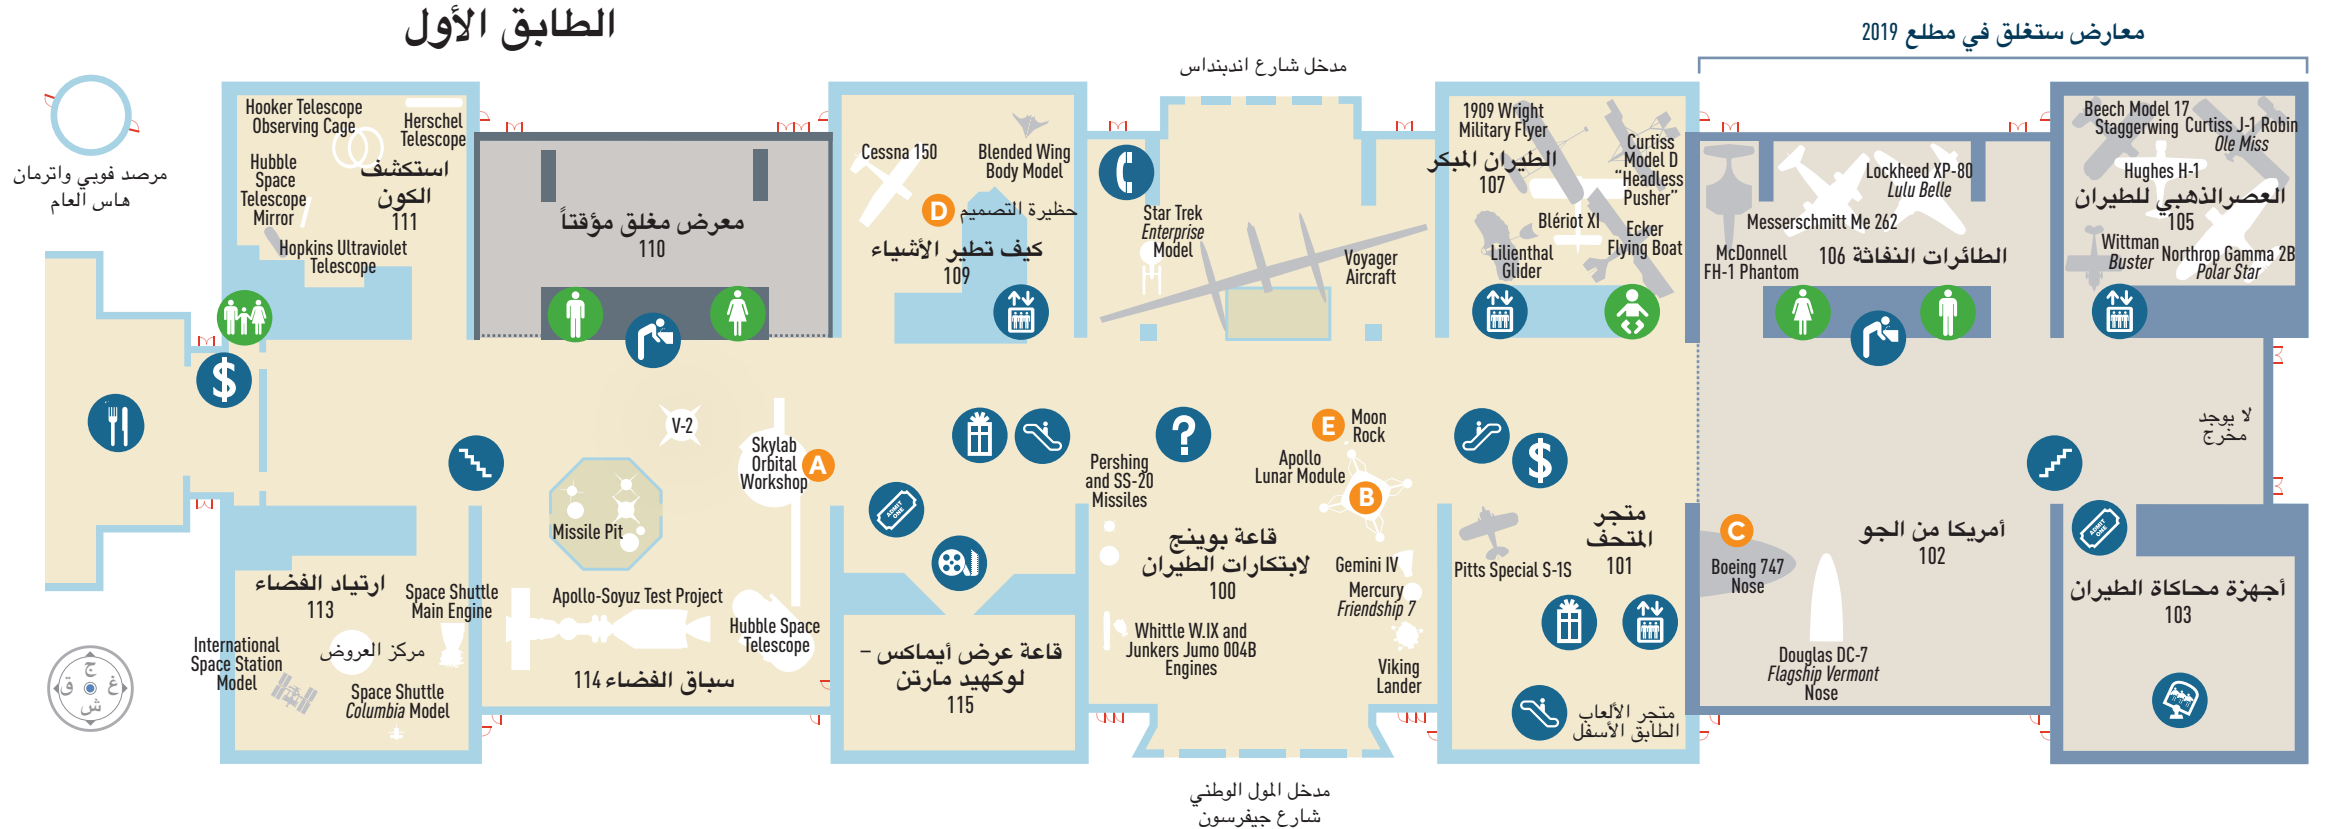 الطابق الأول
معارض ستغلق في مطلع 2019
مدخل شارع اندبنداس
مرصد فوبي واترمان
هاس العام
Hooker Telescope
Observing Cage
Herschel
Telescope
Hubble
Space
Telescope
Mirror
استكشف
الكون
111
Hopkins Ultraviolet
Telescope
معرض مغلق مؤقتاً
110
Cessna 150
Blended Wing
Body Model
D
حظيرة التصميم
كيف تطير الأشياء
109
Star Trek
Enterprise
Model
Voyager
Aircraft
1909 Wright
Military Flyer
الطيران المبكر
107
Curtiss
Model D
“Headless
Pusher”
Blériot XI
Lilienthal
Glider
Ecker
Flying Boat
Lockheed XP-80
Lulu Belle
Messerschmitt Me 262
McDonnell
FH-1 Phantom
الطائرات النفاثة 106
Beech Model 17
Staggerwing
Curtiss J-1 Robin
Ole Miss
Hughes H-1
العصرالذهبي للطيران
105
Wittman
Buster
Northrop Gamma 2B
Polar Star
$
V-2
Skylab
Orbital
Workshop
A
Missile Pit
ADMIT
ONE
?
Pershing
and SS-20
Missiles
E
Moon
Rock
Apollo
Lunar Module
B
$
لا يوجد
مخرج
ADMIT
ONE
ارتياد الفضاء
113
Space Shuttle
Main Engine
International
Space Station
Model
مركز العروض
Space Shuttle
Columbia Model
Apollo-Soyuz Test Project
Hubble Space
Telescope
سباق الفضاء 114
قاعة عرض أيماكس –
لوكهيد مارتن
115
قاعة بوينج
لابتكارات الطيران
100
Whittle W.IX and
Junkers Jumo 004B
Engines
Gemini IV
Mercury
Friendship 7
Viking
Lander
Pitts Special S-1S
متجر
المتحف
101
متجر الألعاب
الطابق الأسفل
C
Boeing 747
Nose
أمريكا من الجو
102
Douglas DC-7
Flagship Vermont
Nose
أجهزة محاكاة الطيران
103
ج
ق
غ
ش
مدخل المول الوطني
شارع جيفرسون